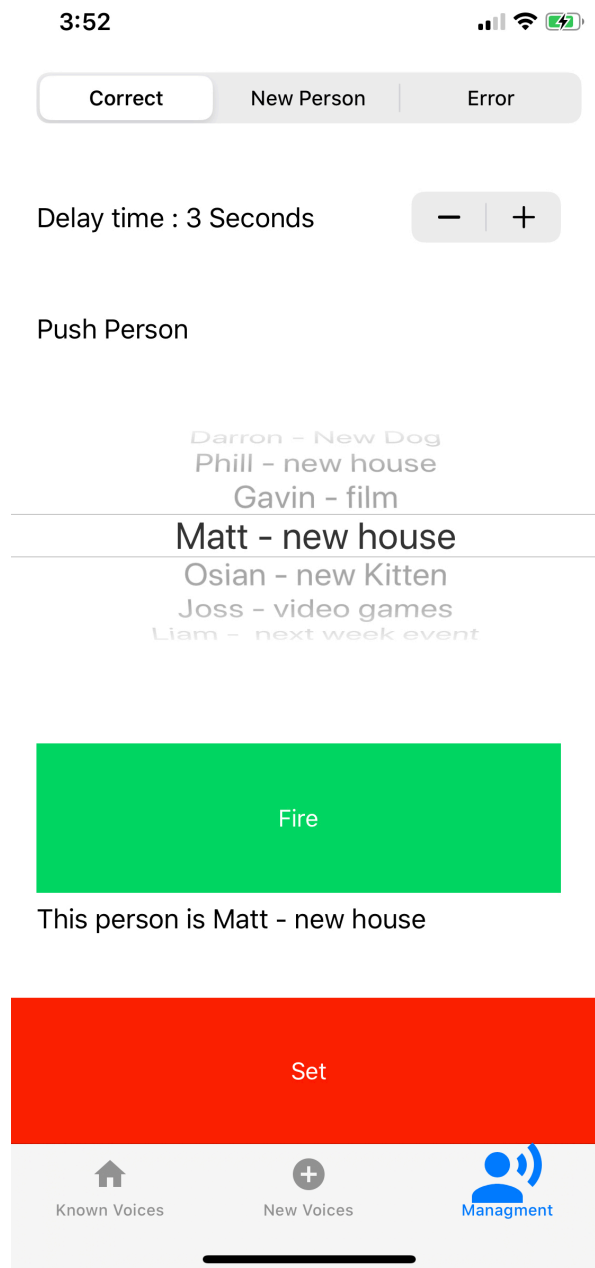 3:52
Correct New Person Error
Delay time : 3 Seconds − +
Push Person
Darron - New Dog
Phill - new house
Gavin - film
Matt - new house
Osian - new Kitten
Joss - video games
Liam -  next week event
Fire
This person is Matt - new house
Set
Known Voices New Voices Managment